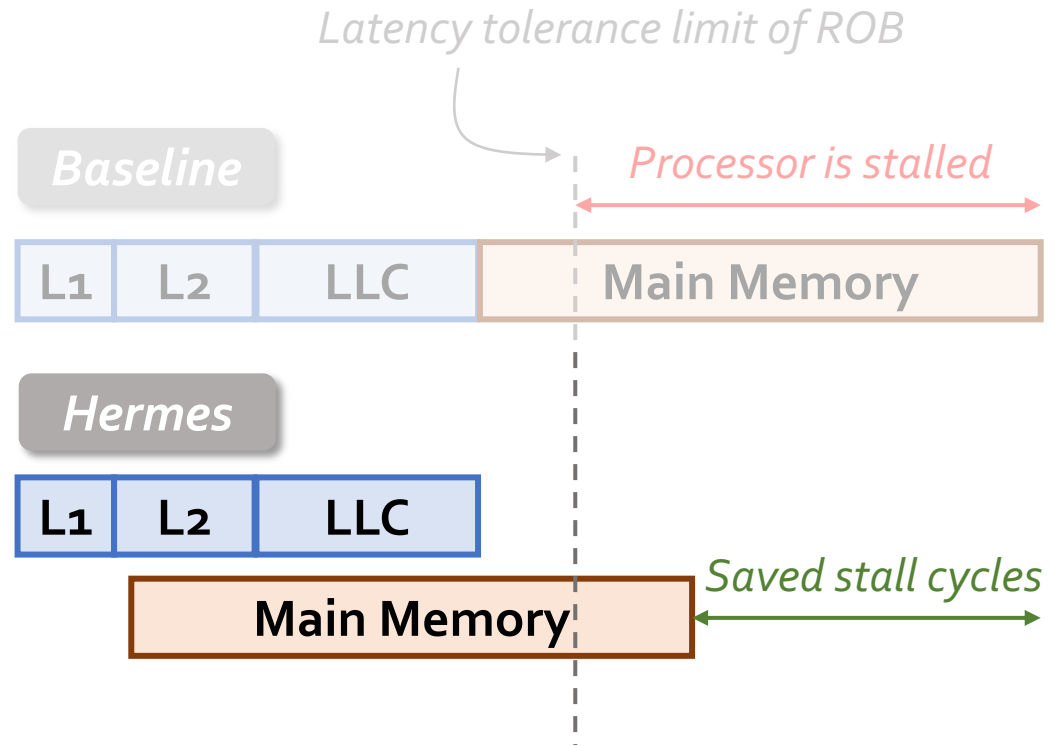 Latency tolerance limit of ROB
Baseline
Processor is stalled
L1 L2 LLC Main Memory
Hermes
L1 L2 LLC
Saved stall cycles
Main Memory